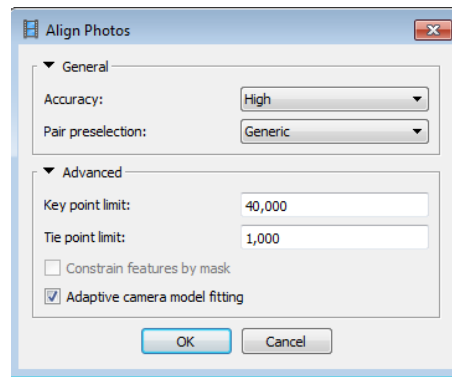 Align Photos
General
Accuracy: High
Pair preselection: Generic
Advanced
Key point limit: 40,000
Tie point limit: 1,000
Constrain features by mask
Adaptive camera model fitting
OK Cancel